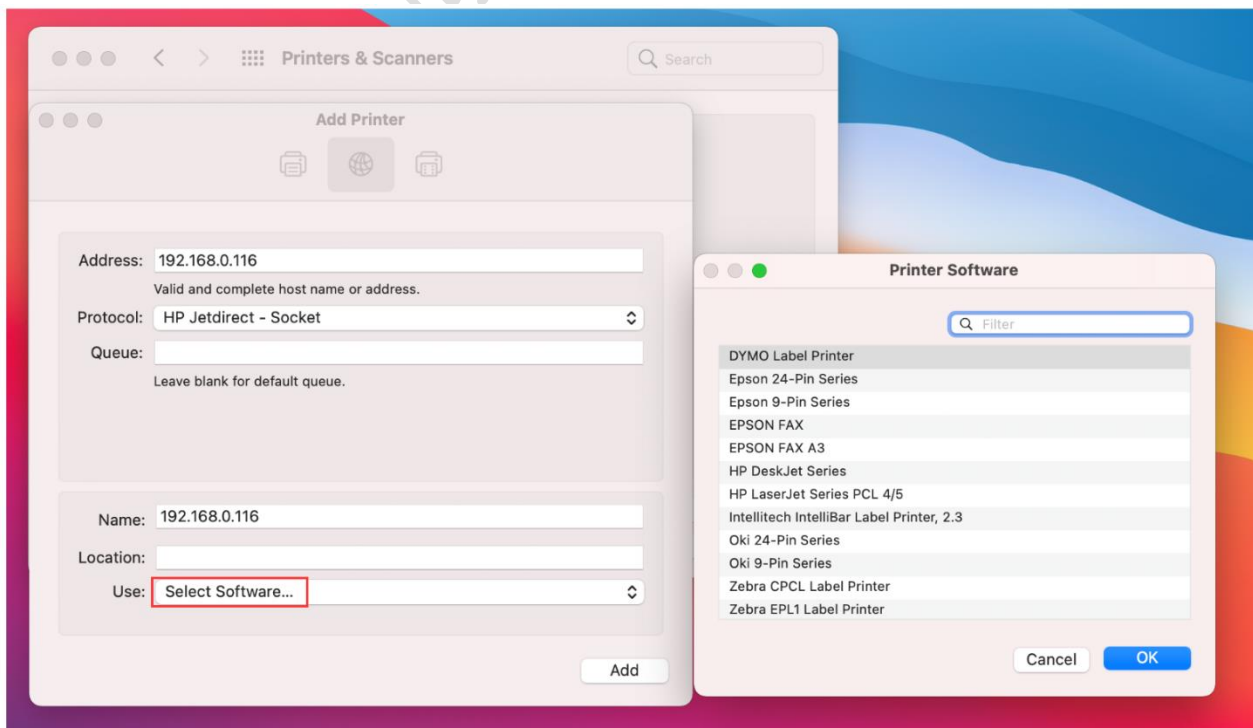 Printers & Scanners
Search
Add Printer
Address: 192.168.0.116
Valid and complete host name or address.
Protocol: HP Jetdirect - Socket
Queue:
Leave blank for default queue.
Name: 192.168.0.116
Location:
Use: Select Software...
Add
Printer Software
Filter
DYMO Label Printer
Epson 24-Pin Series
Epson 9-Pin Series
EPSON FAX
EPSON FAX A3
HP DeskJet Series
HP LaserJet Series PCL 4/5
Intellitech IntelliBar Label Printer, 2.3
Oki 24-Pin Series
Oki 9-Pin Series
Zebra CPCL Label Printer
Zebra EPL1 Label Printer
Cancel OK